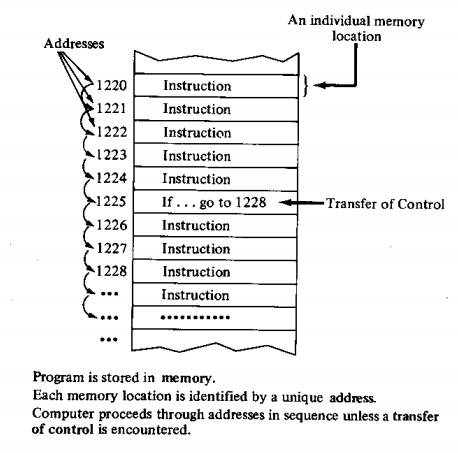 An individual memory
location
Addresses
1220 Instruction
1221 Instruction
1222 Instruction
1223 Instruction
1224 Instruction
1225 If ... go to 1228 Transfer of Control
1226 Instruction
1227 Instruction
1228 Instruction
... Instruction
... ...........
...
Program is stored in memory.
Each memory location is identified by a unique address.
Computer proceeds through addresses in sequence unless a transfer
of control is encountered.